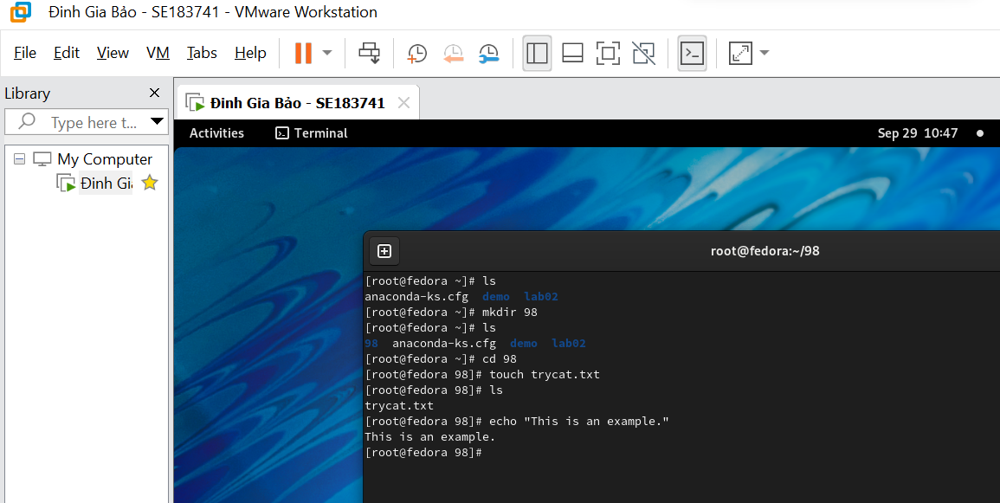 Đinh Gia Bảo - SE183741 - VMware Workstation
File Edit View VM Tabs Help
Library
Type here t...
My Computer
Đinh Gia Bảo - SE183741
Activities Terminal Sep 29 10:47
root@fedora:~/98
[root@fedora ~]# ls
anaconda-ks.cfg demo lab02
[root@fedora ~]# mkdir 98
[root@fedora ~]# ls
98 anaconda-ks.cfg demo lab02
[root@fedora ~]# cd 98
[root@fedora 98]# touch trycat.txt
[root@fedora 98]# ls
trycat.txt
[root@fedora 98]# echo "This is an example."
This is an example.
[root@fedora 98]#